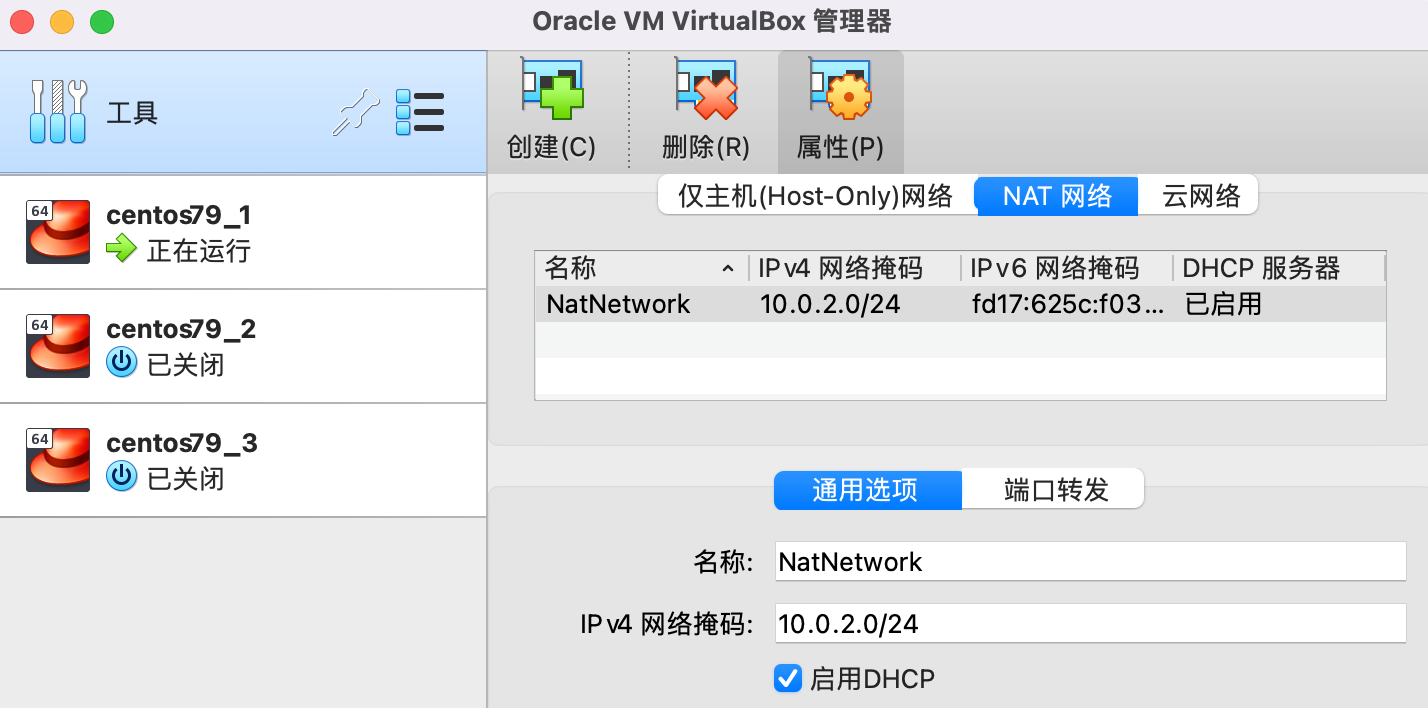 Oracle VM VirtualBox 管理器
工具
创建(C)
删除(R)
属性(P)
64
centos79_1
正在运行
64
centos79_2
已关闭
64
centos79_3
已关闭
仅主机(Host-Only)网络
NAT 网络
云网络
名称
IPv4 网络掩码
IPv6 网络掩码
DHCP 服务器
NatNetwork
10.0.2.0/24
fd17:625c:f03...
已启用
通用选项
端口转发
名称:
NatNetwork
IPv4 网络掩码:
10.0.2.0/24
启用DHCP